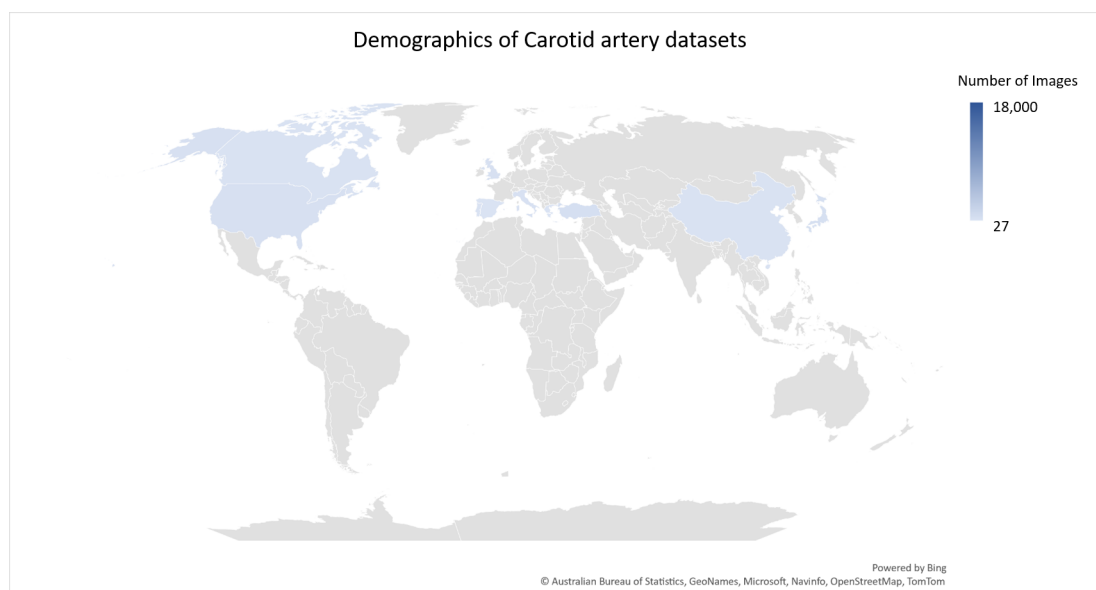 Demographics of Carotid artery datasets
Number of Images
18,000
27
Powered by Bing
© Australian Bureau of Statistics, GeoNames, Microsoft, Navinfo, OpenStreetMap, TomTom